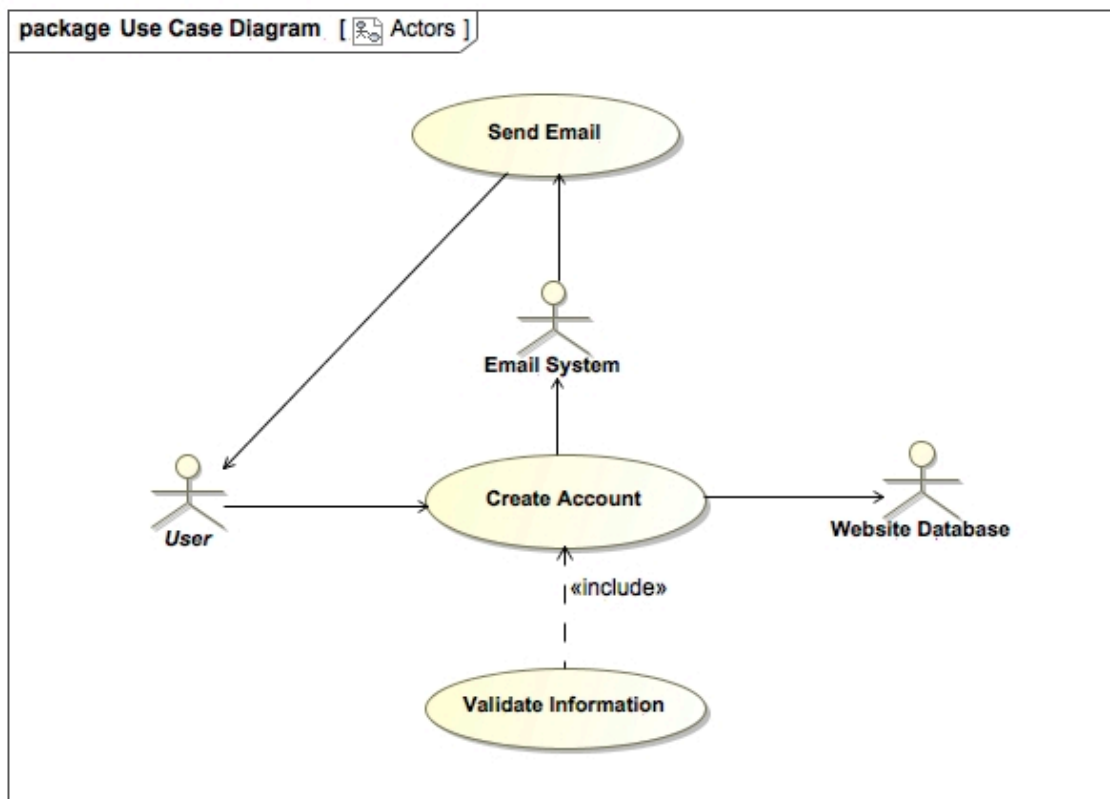 package Use Case Diagram [ Actors ]
Send Email
Email System
User
Create Account
Website Database
«include»
Validate Information